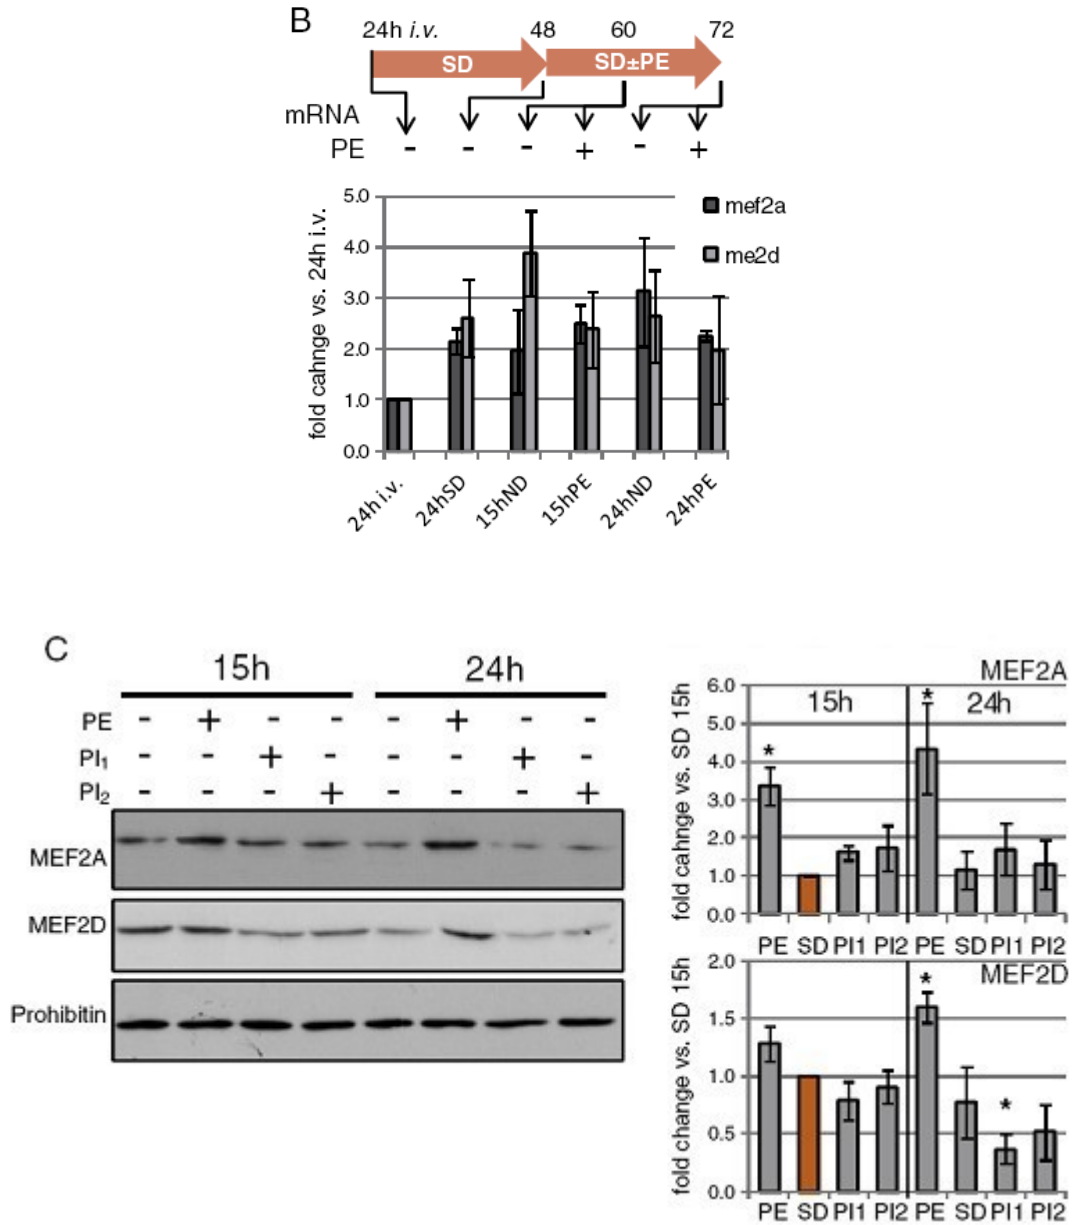 B
24h i.v. 48 60 72
SD SD±PE
mRNA
PE - - - + - +
fold cahnge vs. 24h i.v.
5.0
4.0
3.0
2.0
1.0
0.0
mef2a
me2d
24h i.v. 24hSD 15hND 15hPE 24hND 24hPE
C
15h 24h
PE - + - - - + - -
PI1 - - + - - - + -
PI2 - - - + - - - +
MEF2A
MEF2D
Prohibitin
MEF2A
fold cahnge vs. SD 15h
6.0
5.0
4.0
3.0
2.0
1.0
0.0
15h 24h
* *
PE SD PI1 PI2 PE SD PI1 PI2
MEF2D
fold change vs. SD 15h
2.0
1.5
1.0
0.5
0.0
* *
PE SD PI1 PI2 PE SD PI1 PI2